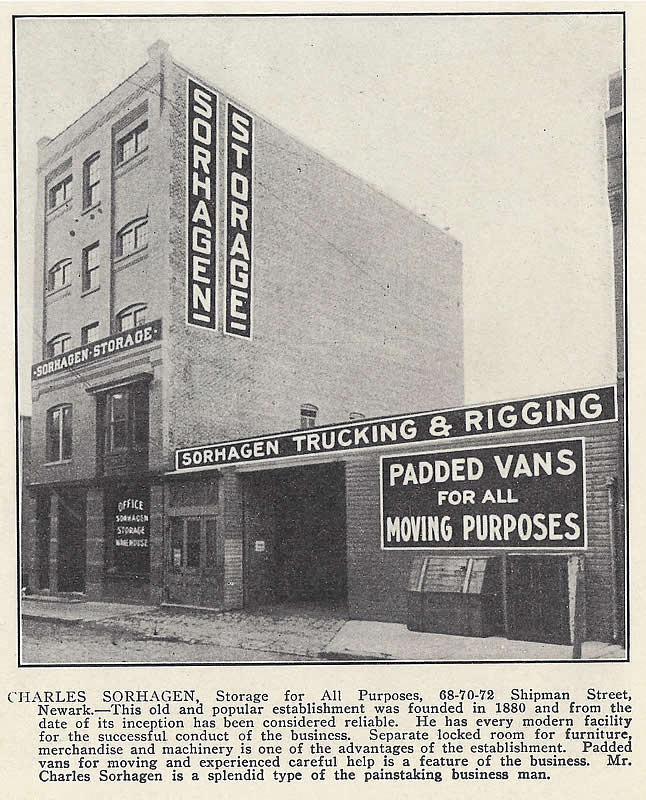 SORHAGEN
STORAGE
·SORHAGEN·STORAGE·
SORHAGEN TRUCKING & RIGGING
PADDED VANS
FOR ALL
MOVING PURPOSES
OFFICE
SORHAGEN
STORAGE
WAREHOUSE
CHARLES SORHAGEN, Storage for All Purposes, 68-70-72 Shipman Street,
Newark.—This old and popular establishment was founded in 1880 and from the
date of its inception has been considered reliable. He has every modern facility
for the successful conduct of the business. Separate locked room for furniture,
merchandise and machinery is one of the advantages of the establishment. Padded
vans for moving and experienced careful help is a feature of the business. Mr.
Charles Sorhagen is a splendid type of the painstaking business man.